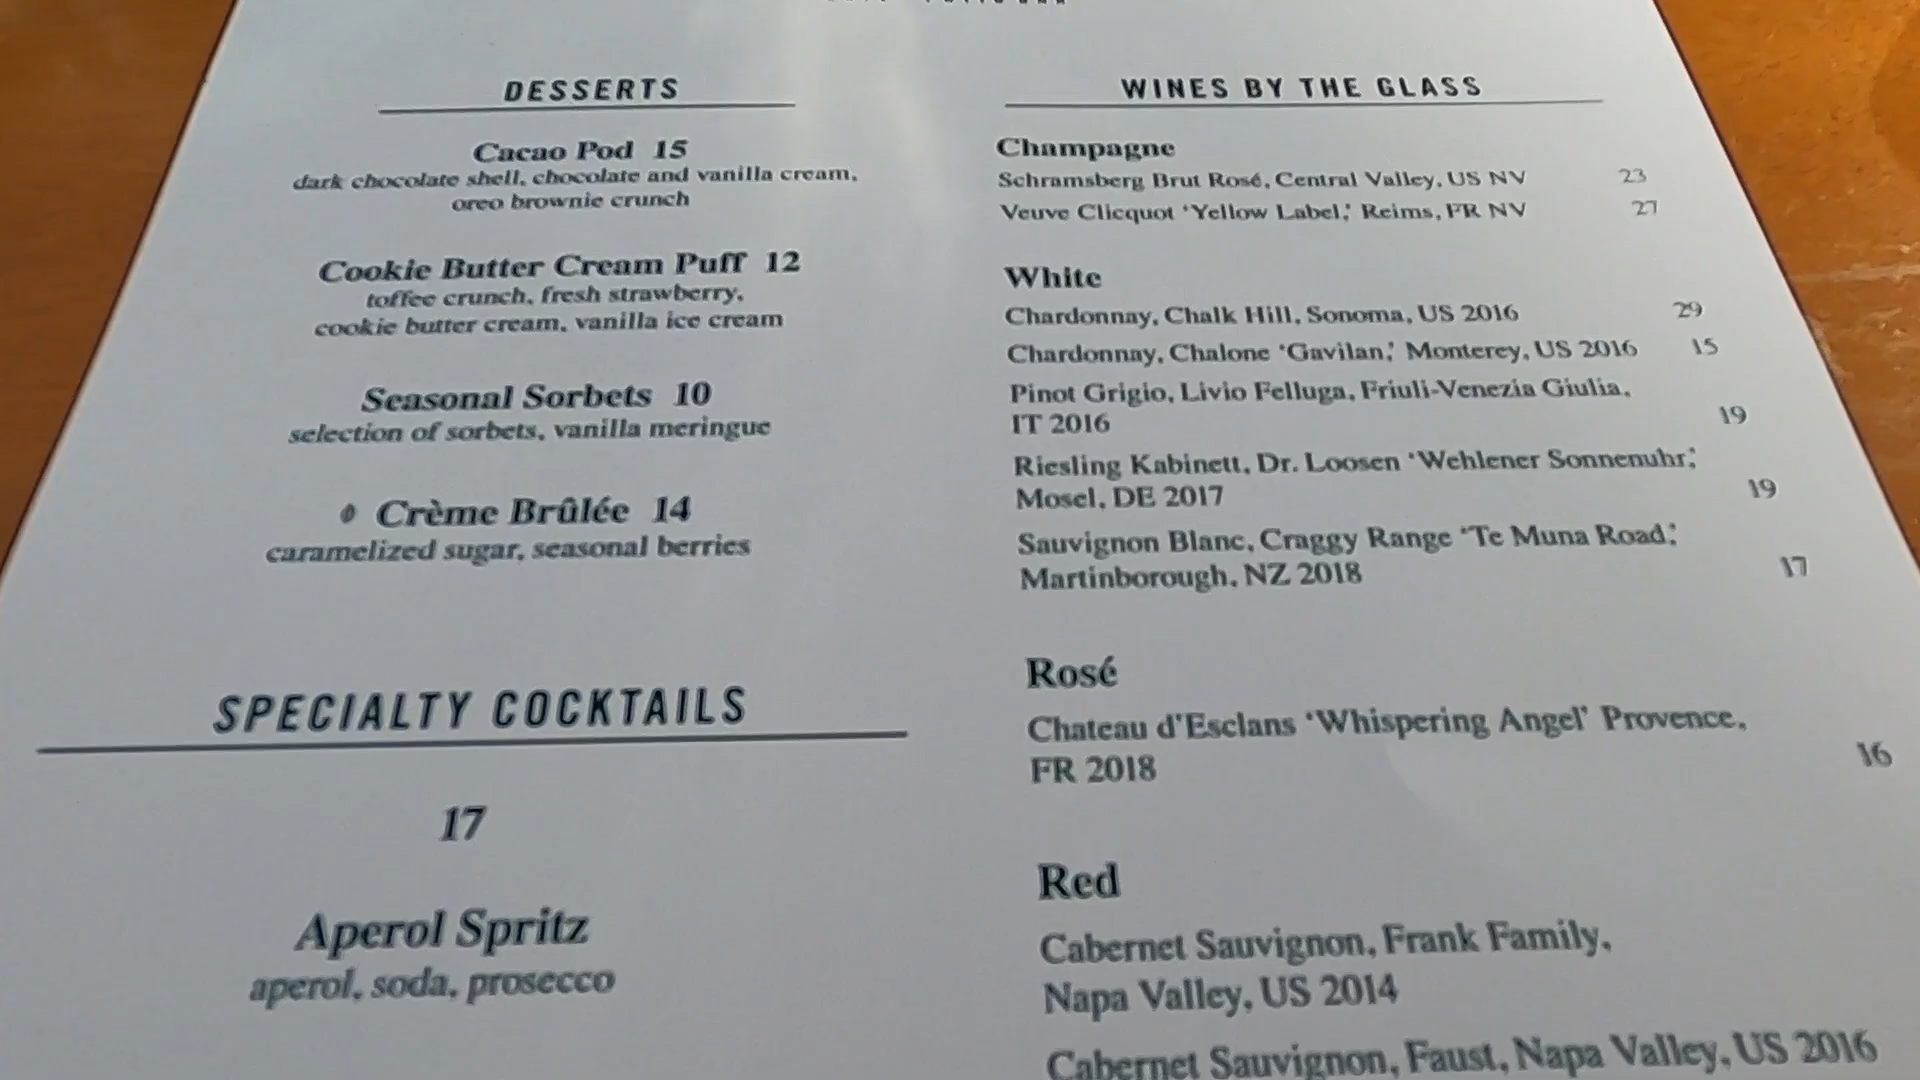 DESSERTS
Cacao Pod 15
dark chocolate shell, chocolate and vanilla cream,
oreo brownie crunch
Cookie Butter Cream Puff 12
toffee crunch, fresh strawberry,
cookie butter cream, vanilla ice cream
Seasonal Sorbets 10
selection of sorbets, vanilla meringue
Crème Brûlée 14
caramelized sugar, seasonal berries
SPECIALTY COCKTAILS
17
Aperol Spritz
aperol, soda, prosecco
WINES BY THE GLASS
Champagne
Schramsberg Brut Rosé, Central Valley, US NV 23
Veuve Clicquot ‘Yellow Label,’ Reims, FR NV 27
White
Chardonnay, Chalk Hill, Sonoma, US 2016 29
Chardonnay, Chalone ‘Gavilan,’ Monterey, US 2016 15
Pinot Grigio, Livio Felluga, Friuli-Venezia Giulia,
IT 2016 19
Riesling Kabinett, Dr. Loosen ‘Wehlener Sonnenuhr,’
Mosel, DE 2017 19
Sauvignon Blanc, Craggy Range ‘Te Muna Road,’
Martinborough, NZ 2018 17
Rosé
Chateau d'Esclans ‘Whispering Angel’ Provence,
FR 2018 16
Red
Cabernet Sauvignon, Frank Family,
Napa Valley, US 2014
Cabernet Sauvignon, Faust, Napa Valley, US 2016